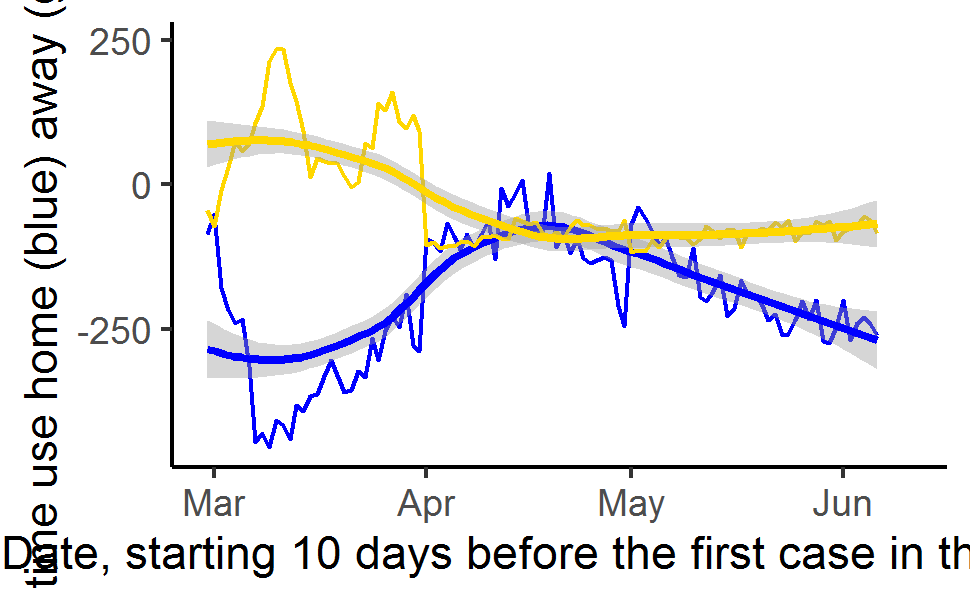 time use home (blue) away (
250
0
-250
Mar Apr May Jun
Date, starting 10 days before the first case in th